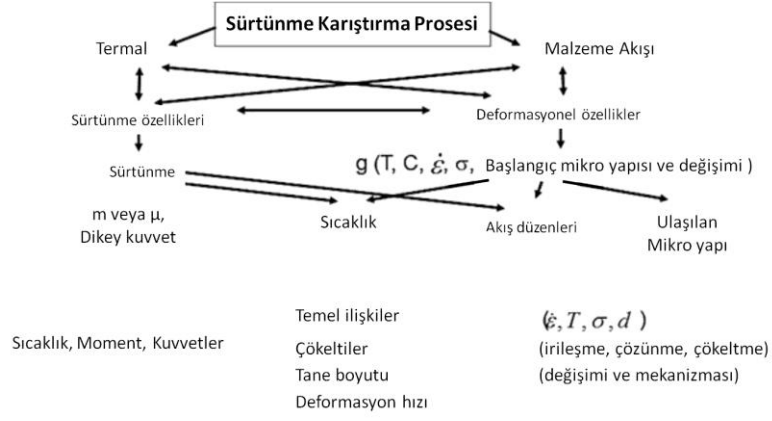 Sürtünme Karıştırma Prosesi
Termal
Malzeme Akışı
Sürtünme özellikleri
Deformasyonel özellikler
Sürtünme
g (T, C, ε̇, σ, Başlangıç mikro yapısı ve değişimi )
m veya μ,
Dikey kuvvet
Sıcaklık
Akış düzenleri
Ulaşılan
Mikro yapı
Temel ilişkiler
(ε̇, T, σ, d )
Sıcaklık, Moment, Kuvvetler
Çökeltiler
(irileşme, çözünme, çökeltme)
Tane boyutu
(değişimi ve mekanizması)
Deformasyon hızı